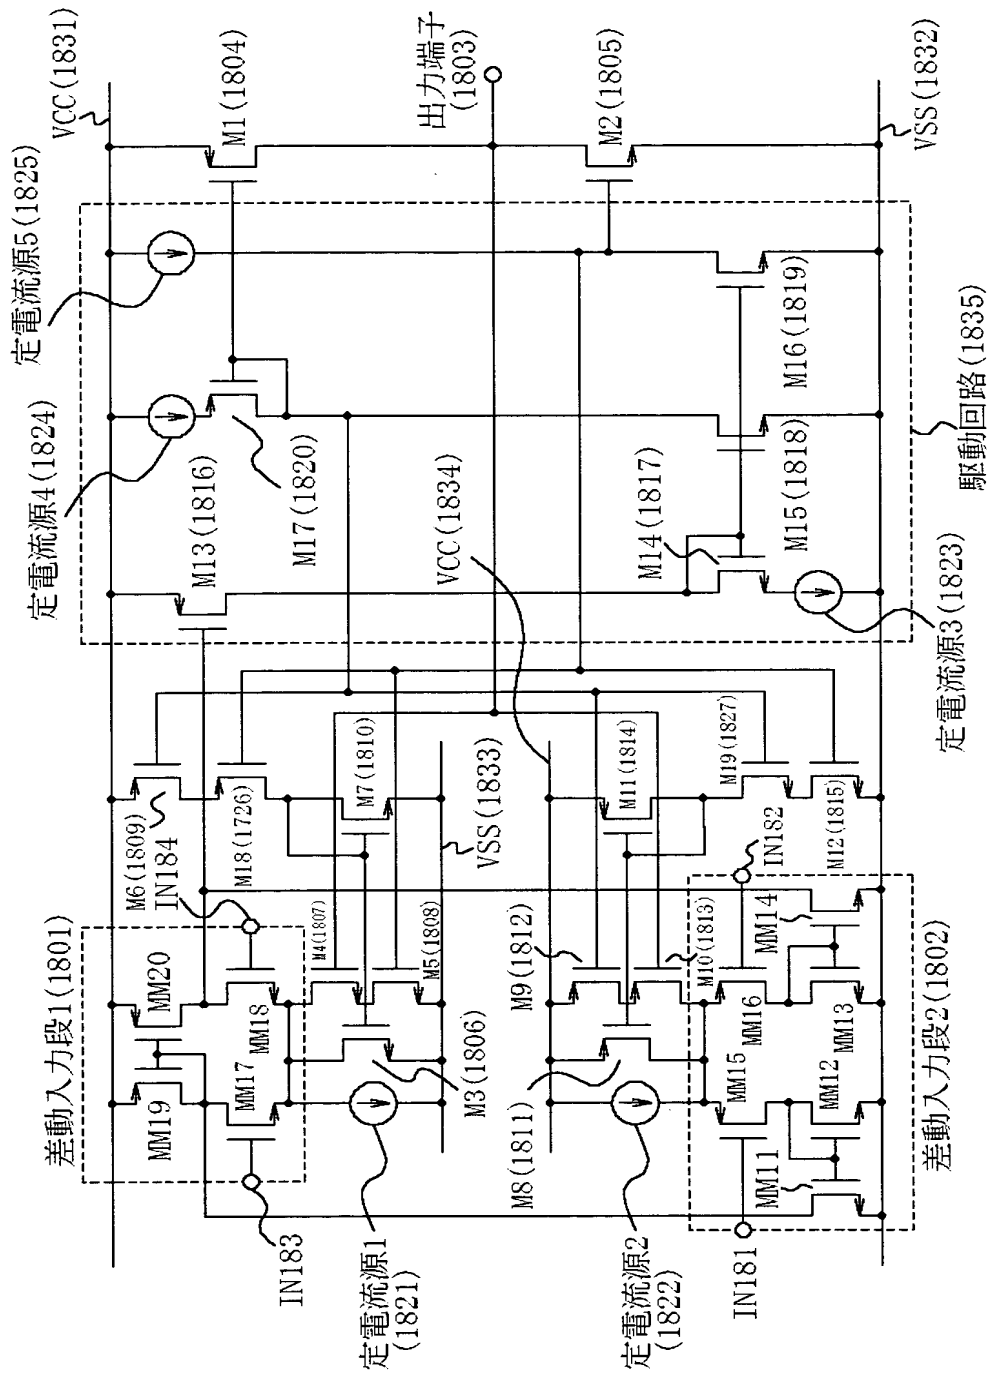 差動入力段1(1801)
IN183
MM19
MM20
MM17
MM18
M6(1809)
IN184
M18(1726)
M4(1807)
M7(1810)
M5(1808)
VSS(1833)
M3(1806)
定電流源1
(1821)
VCC(1834)
M9(1812)
M11(1814)
M8(1811)
M10(1813)
M19(1827)
定電流源2
(1822)
IN181
MM15
MM16
MM11
MM12
MM13
MM14
IN182
M12(1815)
差動入力段2(1802)
定電流源4(1824)
定電流源5(1825)
M13(1816)
M17(1820)
M14(1817)
M15(1818)
M16(1819)
定電流源3(1823)
駆動回路(1835)
VCC(1831)
M1(1804)
出力端子
(1803)
M2(1805)
VSS(1832)